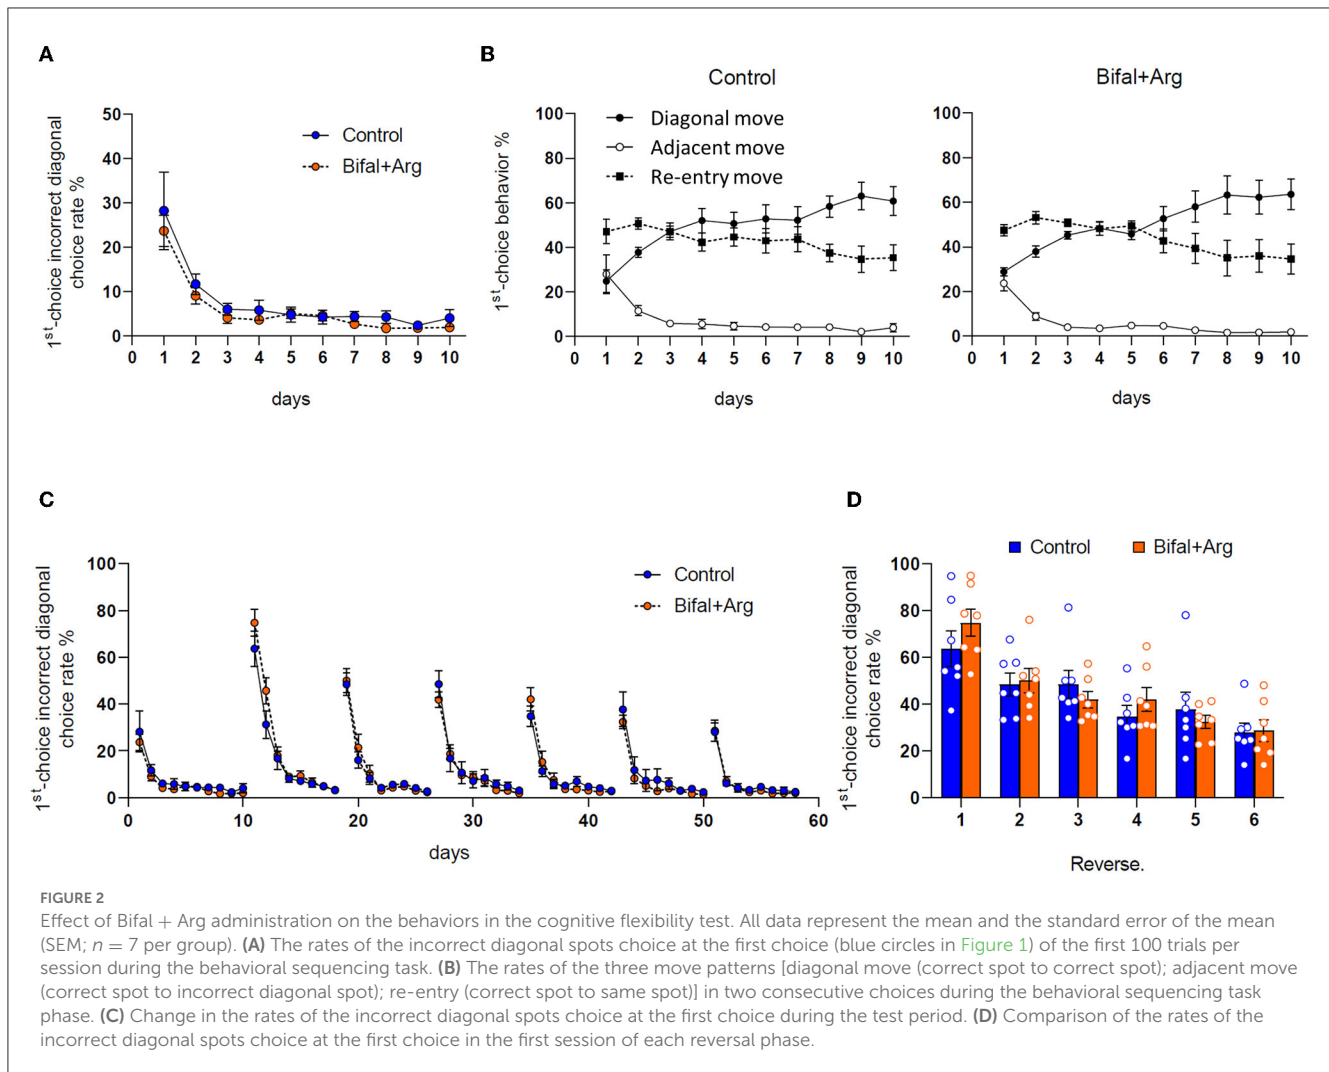 A
1st-choice incorrect diagonal
choice rate %
50
40
30
20
10
0
Control
Bifal+Arg
0 1 2 3 4 5 6 7 8 9 10
days
B
Control
1st-choice behavior %
100
80
60
40
20
0
Diagonal move
Adjacent move
Re-entry move
0 1 2 3 4 5 6 7 8 9 10
days
Bifal+Arg
100
80
60
40
20
0
0 1 2 3 4 5 6 7 8 9 10
days
C
1st-choice incorrect diagonal
choice rate %
100
80
60
40
20
0
Control
Bifal+Arg
0 10 20 30 40 50 60
days
D
1st-choice incorrect diagonal
choice rate %
Control Bifal+Arg
100
80
60
40
20
0
1 2 3 4 5 6
Reverse.
FIGURE 2
Effect of Bifal + Arg administration on the behaviors in the cognitive flexibility test. All data represent the mean and the standard error of the mean
(SEM; n = 7 per group). (A) The rates of the incorrect diagonal spots choice at the first choice (blue circles in Figure 1) of the first 100 trials per
session during the behavioral sequencing task. (B) The rates of the three move patterns [diagonal move (correct spot to correct spot); adjacent move
(correct spot to incorrect diagonal spot); re-entry (correct spot to same spot)] in two consecutive choices during the behavioral sequencing task
phase. (C) Change in the rates of the incorrect diagonal spots choice at the first choice during the test period. (D) Comparison of the rates of the
incorrect diagonal spots choice at the first choice in the first session of each reversal phase.